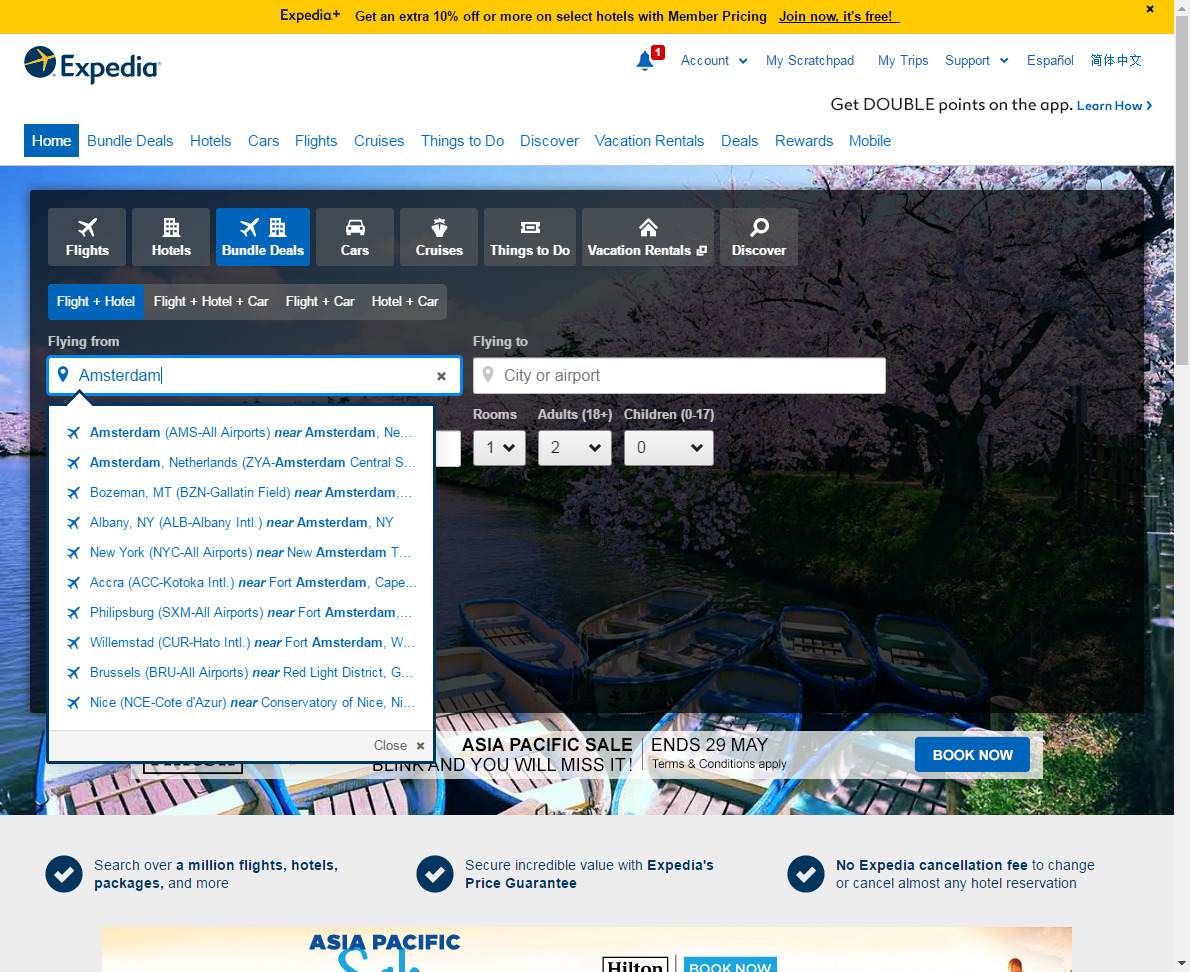 Expedia+ Get an extra 10% off or more on select hotels with Member Pricing Join now, it's free!
Expedia
1
Account My Scratchpad My Trips Support Español 简体中文
Get DOUBLE points on the app. Learn How
Home Bundle Deals Hotels Cars Flights Cruises Things to Do Discover Vacation Rentals Deals Rewards Mobile
Flights Hotels Bundle Deals Cars Cruises Things to Do Vacation Rentals Discover
Flight + Hotel Flight + Hotel + Car Flight + Car Hotel + Car
Flying from Flying to
Amsterdam City or airport
Rooms Adults (18+) Children (0-17)
1 2 0
Amsterdam (AMS-All Airports) near Amsterdam, Ne...
Amsterdam, Netherlands (ZYA-Amsterdam Central S...
Bozeman, MT (BZN-Gallatin Field) near Amsterdam,...
Albany, NY (ALB-Albany Intl.) near Amsterdam, NY
New York (NYC-All Airports) near New Amsterdam T...
Accra (ACC-Kotoka Intl.) near Fort Amsterdam, Cape...
Philipsburg (SXM-All Airports) near Fort Amsterdam,...
Willemstad (CUR-Hato Intl.) near Fort Amsterdam, W...
Brussels (BRU-All Airports) near Red Light District, G...
Nice (NCE-Cote d'Azur) near Conservatory of Nice, Ni...
Close
ASIA PACIFIC SALE ENDS 29 MAY
BLINK AND YOU WILL MISS IT! Terms & Conditions apply
BOOK NOW
Search over a million flights, hotels,
packages, and more
Secure incredible value with Expedia's
Price Guarantee
No Expedia cancellation fee to change
or cancel almost any hotel reservation
ASIA PACIFIC
Sale
Hilton BOOK NOW